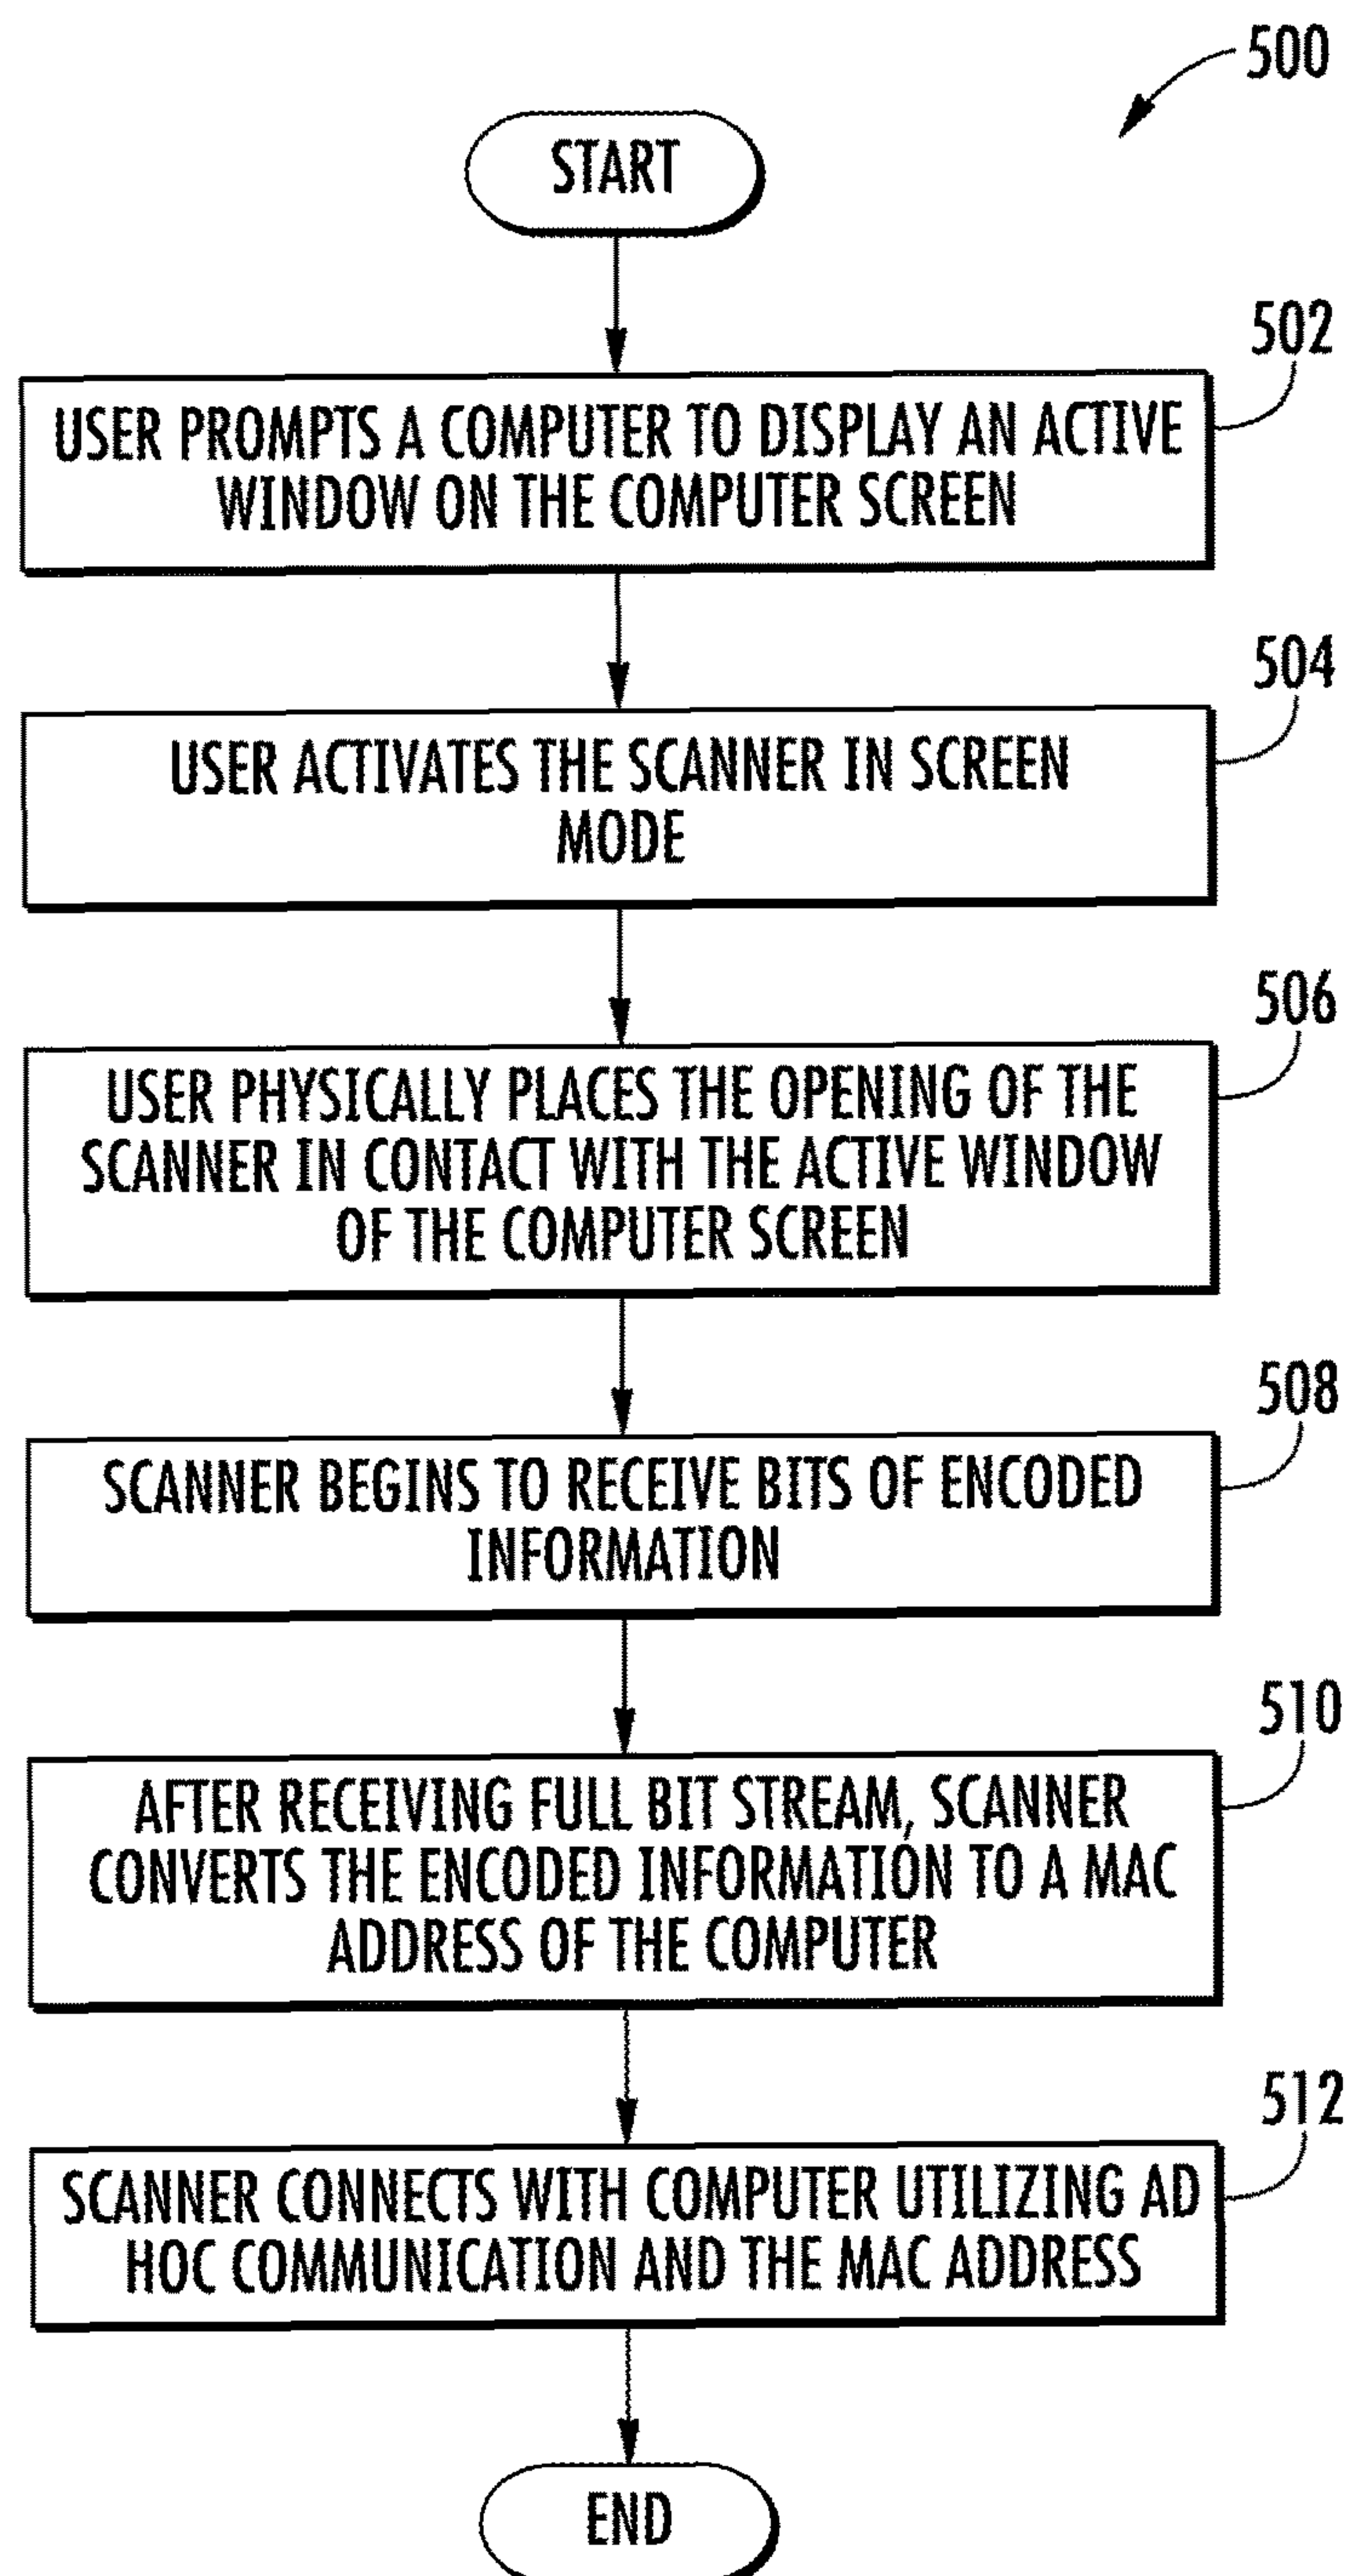 500
START
502
USER PROMPTS A COMPUTER TO DISPLAY AN ACTIVE
WINDOW ON THE COMPUTER SCREEN
504
USER ACTIVATES THE SCANNER IN SCREEN
MODE
506
USER PHYSICALLY PLACES THE OPENING OF THE
SCANNER IN CONTACT WITH THE ACTIVE WINDOW
OF THE COMPUTER SCREEN
508
SCANNER BEGINS TO RECEIVE BITS OF ENCODED
INFORMATION
510
AFTER RECEIVING FULL BIT STREAM, SCANNER
CONVERTS THE ENCODED INFORMATION TO A MAC
ADDRESS OF THE COMPUTER
512
SCANNER CONNECTS WITH COMPUTER UTILIZING AD
HOC COMMUNICATION AND THE MAC ADDRESS
END